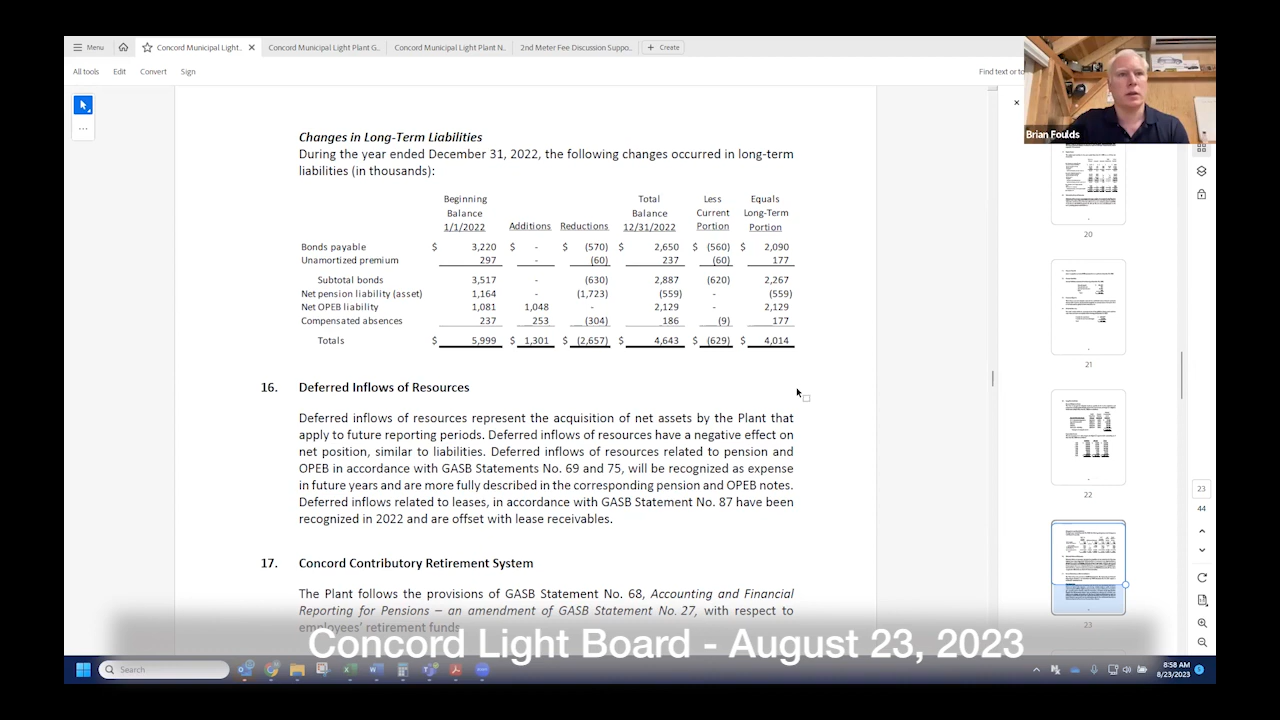 Menu
Concord Municipal Light..
Concord Municipal Light Plant G..
Concord Municipal Light Plant N..
2nd Meter Fee Discussion Suppo..
+ Create
All tools Edit Convert Sign
Find text or to
Brian Foulds
Changes in Long-Term Liabilities
During the year ended December 31, 2022, the following changes occurred in long-term
liabilities (in thousands):
Beginning Total Less Equals
Balance Balance Current Long-Term
1/1/2022 Additions Reductions 12/31/2022 Portion Portion
Bonds payable $ 3,220 $ - $ (570) $ 2,650 $ (560) $ 2,090
Unamortized premium 297 - (60) 237 (60) 177
Subtotal bonds 3,517 - (630) 2,887 (620) 2,267
Net pension liability (asset) 1,164 - (1,723) (559) - (559)
Net OPEB liability 1,081 1,048 - 2,129 - 2,129
Compensated absences 237 253 (304) 186 (9) 177
Totals $ 5,999 $ 1,301 $ (2,657) $ 4,643 $ (629) $ 4,014
16. Deferred Inflows of Resources
Deferred inflows of resources represent the acquisition of net assets by the Plant that
apply to future reporting periods. Deferred inflows of resources have a negative effect on
net position, similar to liabilities. Deferred inflows of resources related to pension and
OPEB in accordance with GASB Statements No. 69 and 75, will be recognized as expense
in future years and are more fully described in the corresponding pension and OPEB notes.
Deferred inflows related to leases, in accordance with GASB Statement No. 87 have been
recognized in 2022 and are offset with lease receivables.
17. Concord Contributory Retirement System
The Plant follows the provisions of GASB Statement No. 68, Accounting and Financial
Reporting for Pensions – an amendment of GASB Statement No. 27, with respect to
employees' retirement funds
20
21
22
23
23
44
Concord Light Board - August 23, 2023
Search
8:58 AM
8/23/2023